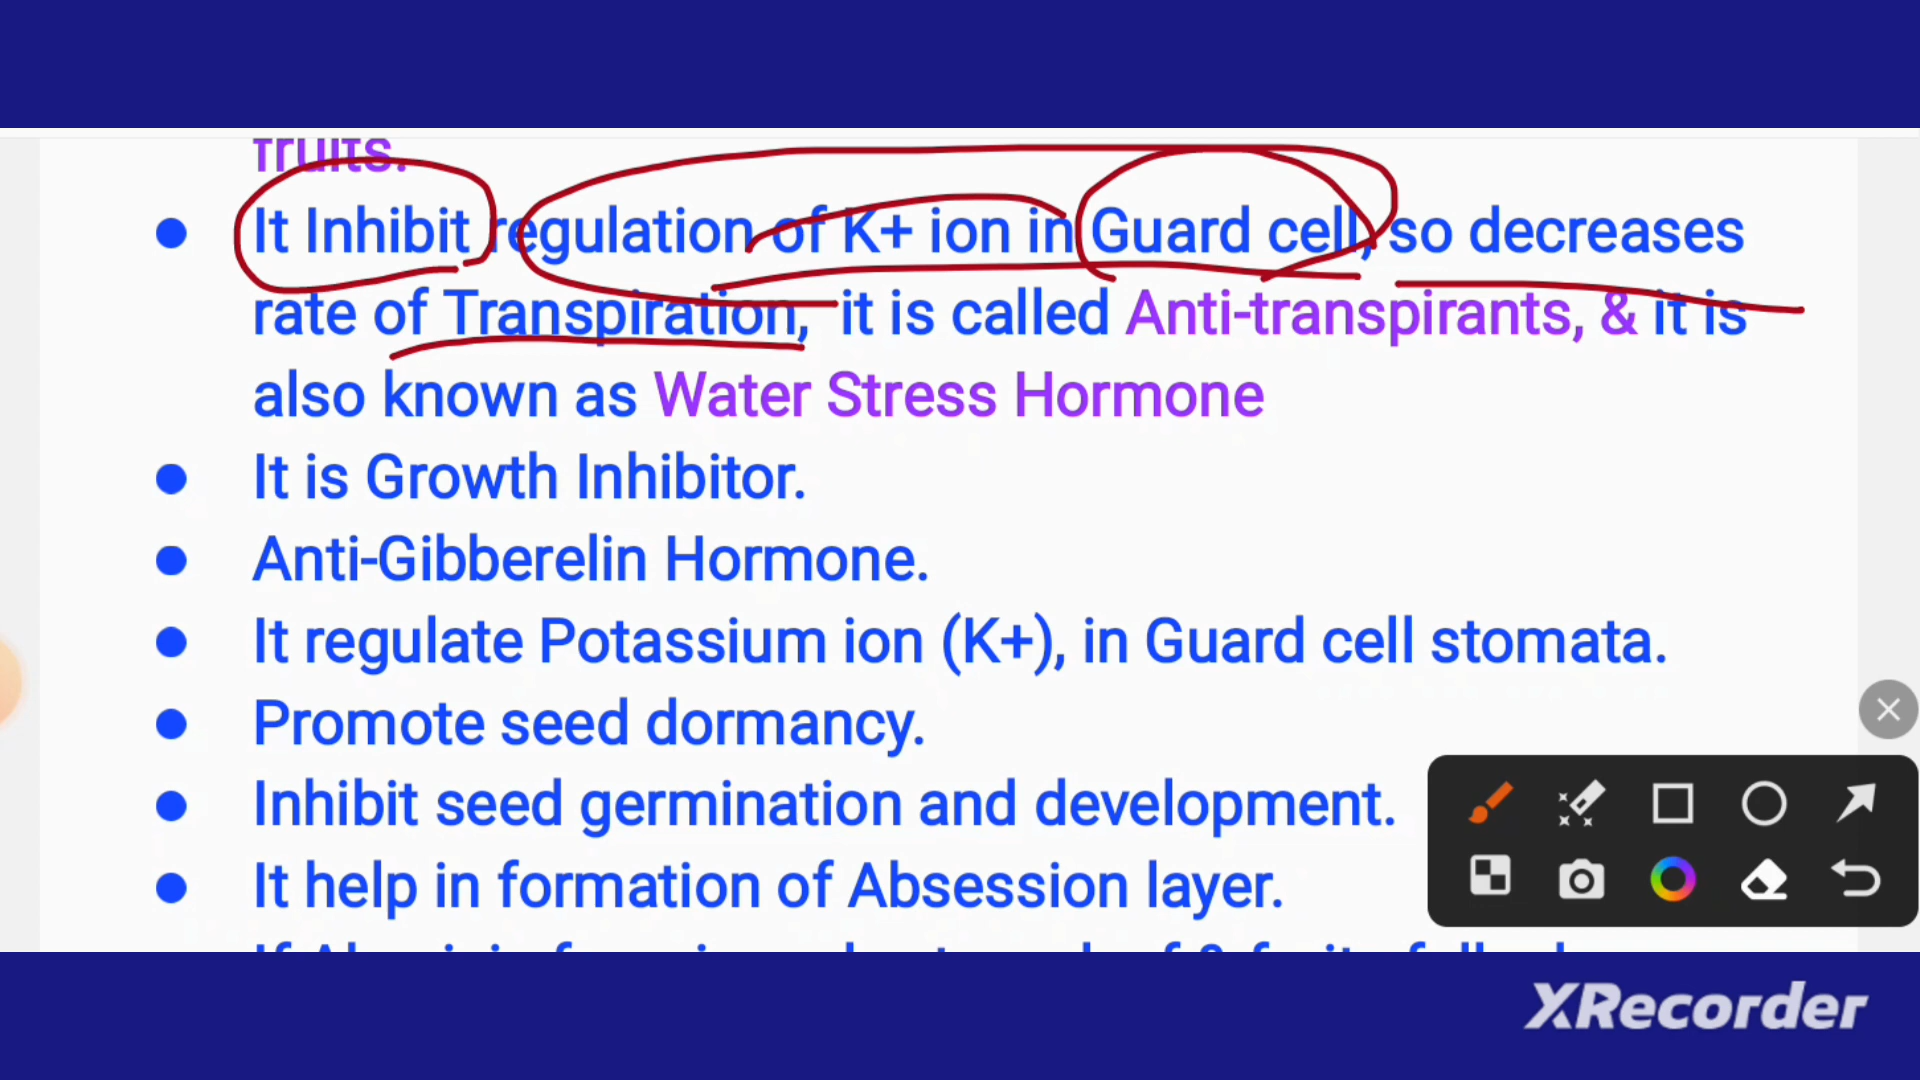 fruits.
It Inhibit regulation of K+ ion in Guard cell, so decreases
rate of Transpiration, it is called Anti-transpirants, & it is
also known as Water Stress Hormone
It is Growth Inhibitor.
Anti-Gibberelin Hormone.
It regulate Potassium ion (K+), in Guard cell stomata.
Promote seed dormancy.
Inhibit seed germination and development.
It help in formation of Absession layer.
XRecorder